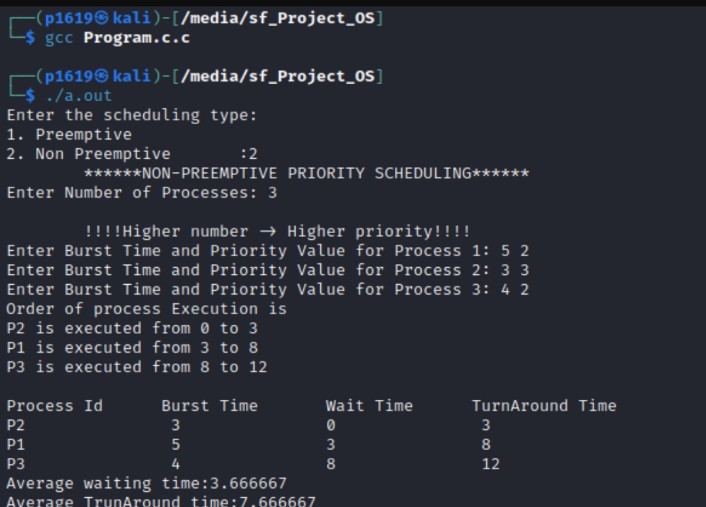 ┌──(p1619㉿kali)-[/media/sf_Project_OS]
└─$ gcc Program.c.c
┌──(p1619㉿kali)-[/media/sf_Project_OS]
└─$ ./a.out
Enter the scheduling type:
1. Preemptive
2. Non Preemptive       :2
        ******NON-PREEMPTIVE PRIORITY SCHEDULING******
Enter Number of Processes: 3
        !!!!Higher number → Higher priority!!!!
Enter Burst Time and Priority Value for Process 1: 5 2
Enter Burst Time and Priority Value for Process 2: 3 3
Enter Burst Time and Priority Value for Process 3: 4 2
Order of process Execution is
P2 is executed from 0 to 3
P1 is executed from 3 to 8
P3 is executed from 8 to 12
Process Id      Burst Time       Wait Time      TurnAround Time
P2               3               0               3
P1               5               3               8
P3               4               8               12
Average waiting time:3.666667
Average TrunAround time:7.666667